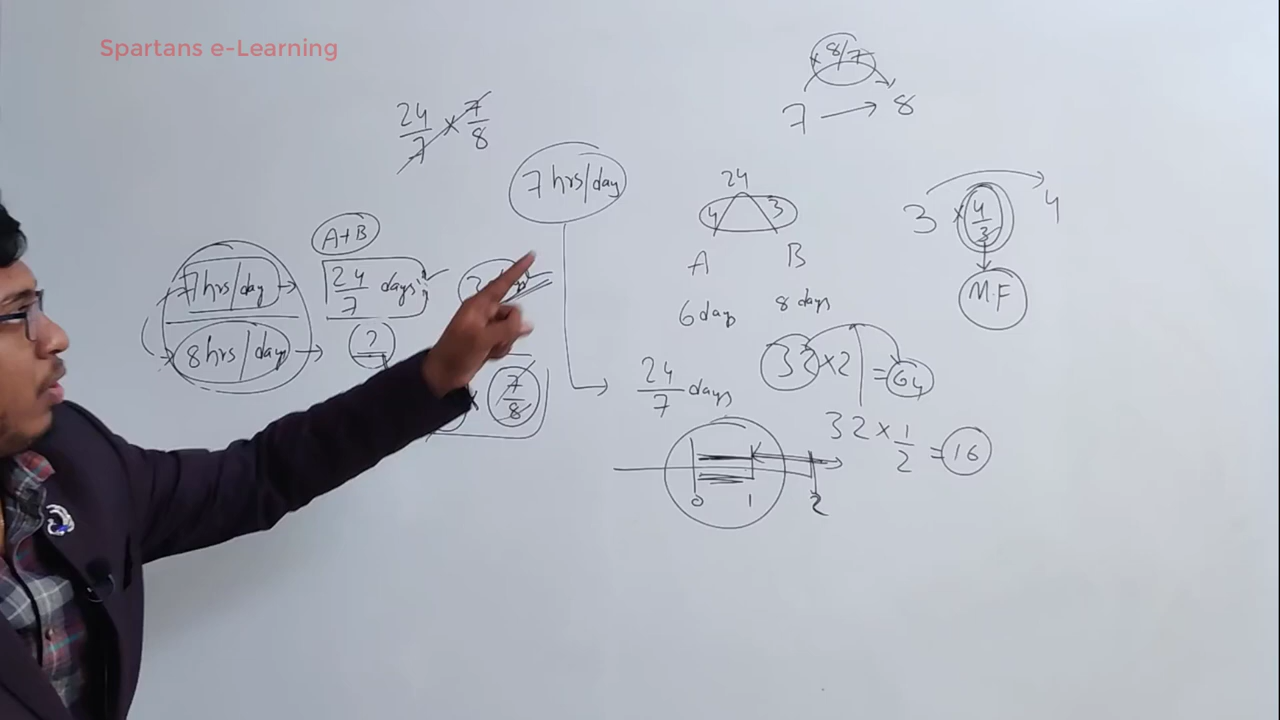 Spartans e-Learning
× 8/7
7 → 8
24/7 × 7/8
7 hrs/day
24
4 3
A B
6 day 8 days
3 × 4/3 4
M.F
A+B
7 hrs/day → 24/7 days
8 hrs/day → ?
× 7/8
24/7 days
32 × 2 = 64
32 × 1/2 = 16
0 1 2